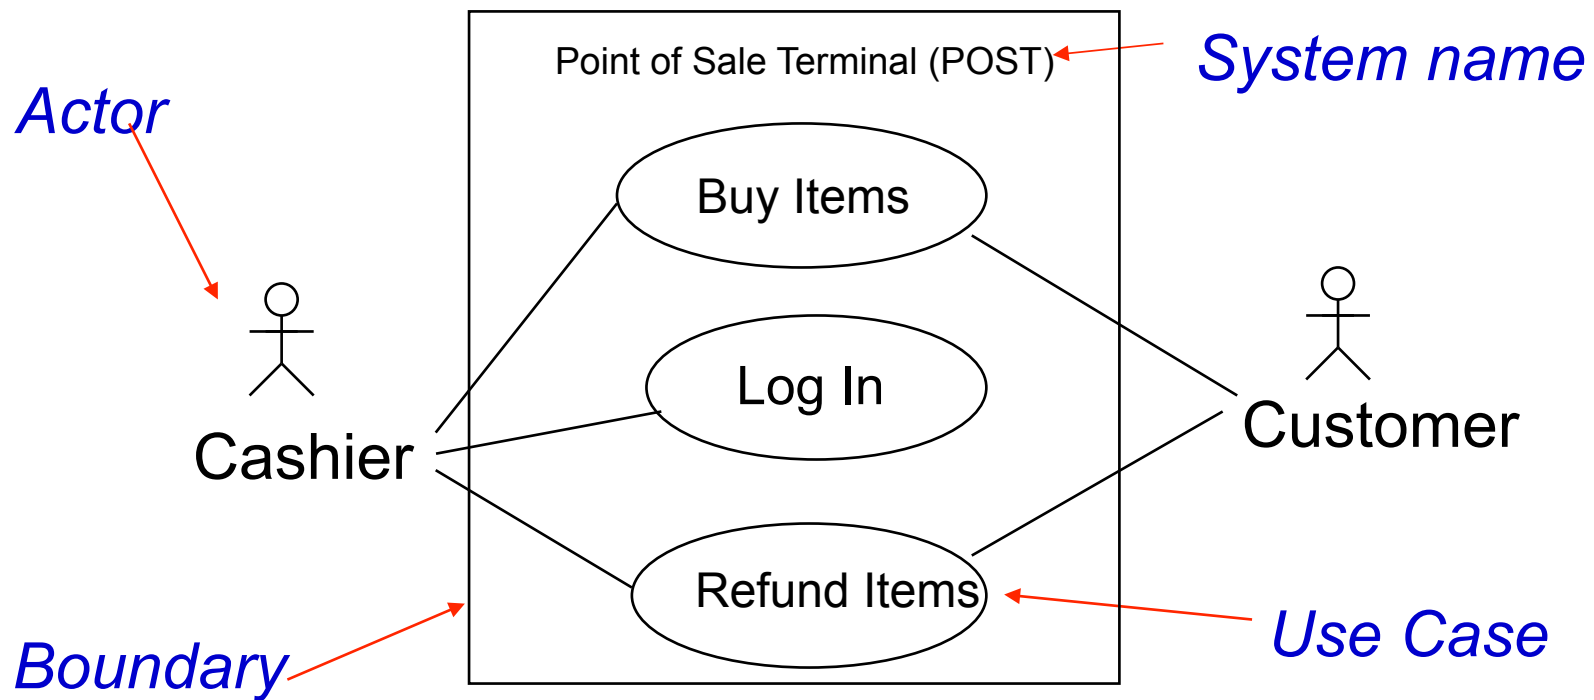 System name
Point of Sale Terminal (POST)
Actor
Buy Items
Log In
Customer
Cashier
Refund Items
Use Case
Boundary